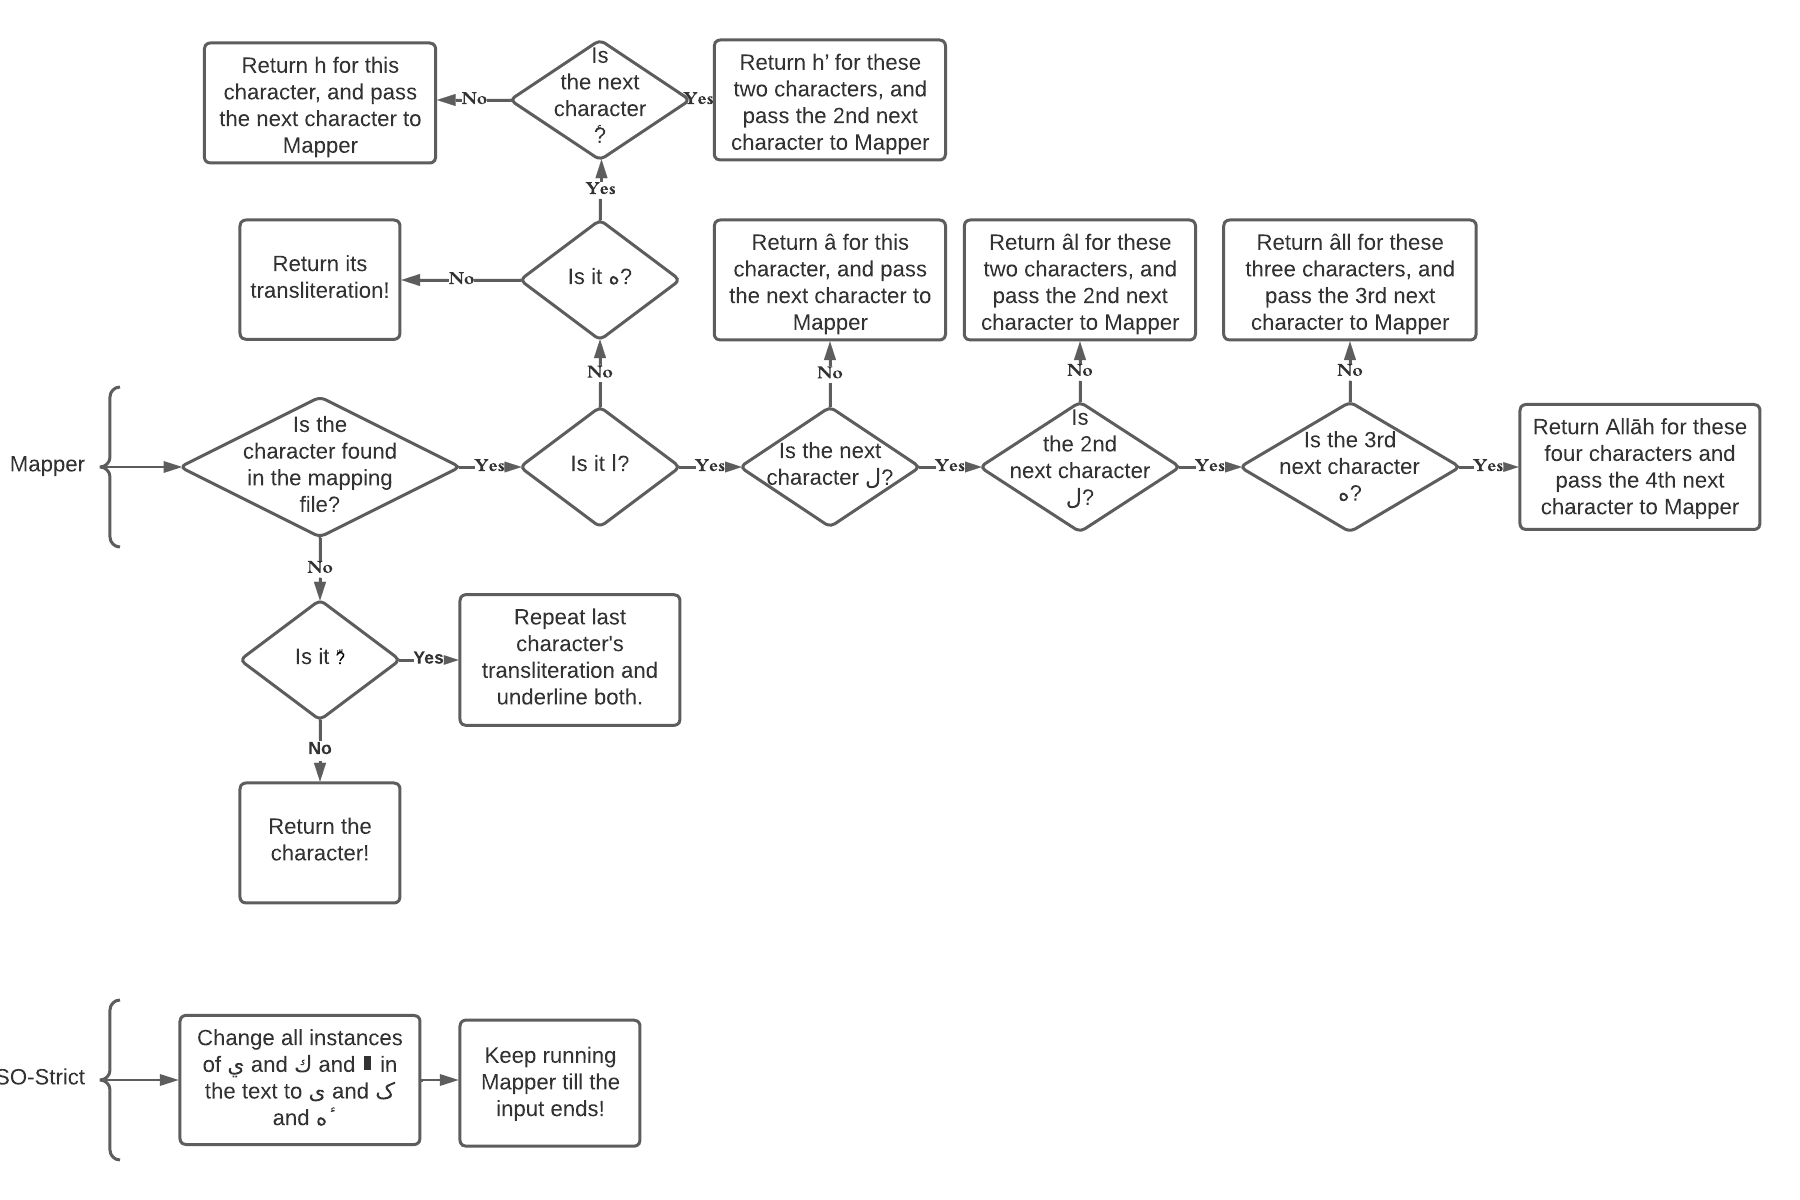 Return h for this
character, and pass
the next character to
Mapper
No
Is
the next
character
ٔ?
Yes
Return h’ for these
two characters, and
pass the 2nd next
character to Mapper
Yes
Return its
transliteration!
No
Is it ه?
Return â for this
character, and pass
the next character to
Mapper
Return âl for these
two characters, and
pass the 2nd next
character to Mapper
Return âll for these
three characters, and
pass the 3rd next
character to Mapper
No
No
No
No
Mapper
Is the
character found
in the mapping
file?
Yes
Is it ا?
Yes
Is the next
character ل?
Yes
Is
the 2nd
next character
ل?
Yes
Is the 3rd
next character
ه?
Yes
Return Allāh for these
four characters and
pass the 4th next
character to Mapper
No
Is it ّ?
Yes
Repeat last
character's
transliteration and
underline both.
No
Return the
character!
SO-Strict
Change all instances
of ي and ك and in
the text to ی and ک
and هٔ
Keep running
Mapper till the
input ends!